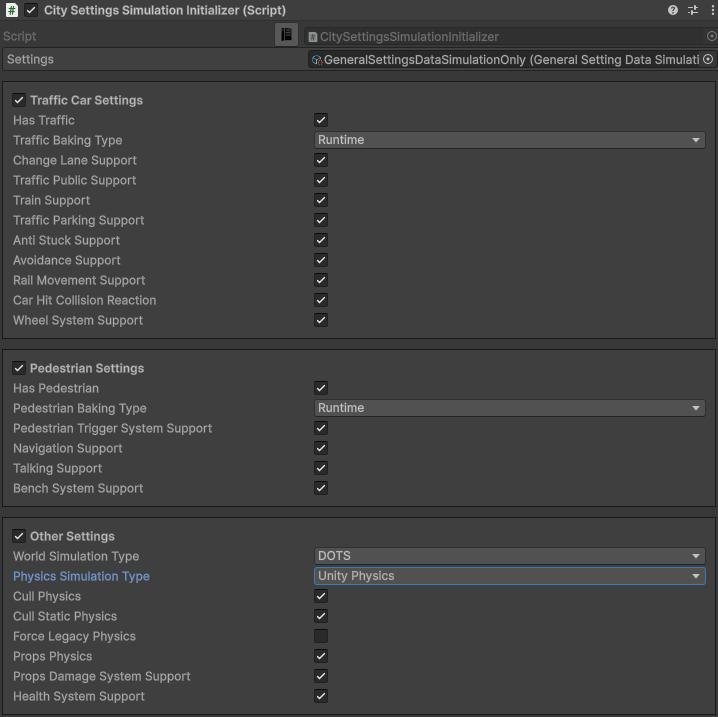 City Settings Simulation Initializer (Script)
Script CitySettingsSimulationInitializer
Settings GeneralSettingsDataSimulationOnly (General Setting Data Simulati
Traffic Car Settings
Has Traffic
Traffic Baking Type Runtime
Change Lane Support
Traffic Public Support
Train Support
Traffic Parking Support
Anti Stuck Support
Avoidance Support
Rail Movement Support
Car Hit Collision Reaction
Wheel System Support
Pedestrian Settings
Has Pedestrian
Pedestrian Baking Type Runtime
Pedestrian Trigger System Support
Navigation Support
Talking Support
Bench System Support
Other Settings
World Simulation Type DOTS
Physics Simulation Type Unity Physics
Cull Physics
Cull Static Physics
Force Legacy Physics
Props Physics
Props Damage System Support
Health System Support